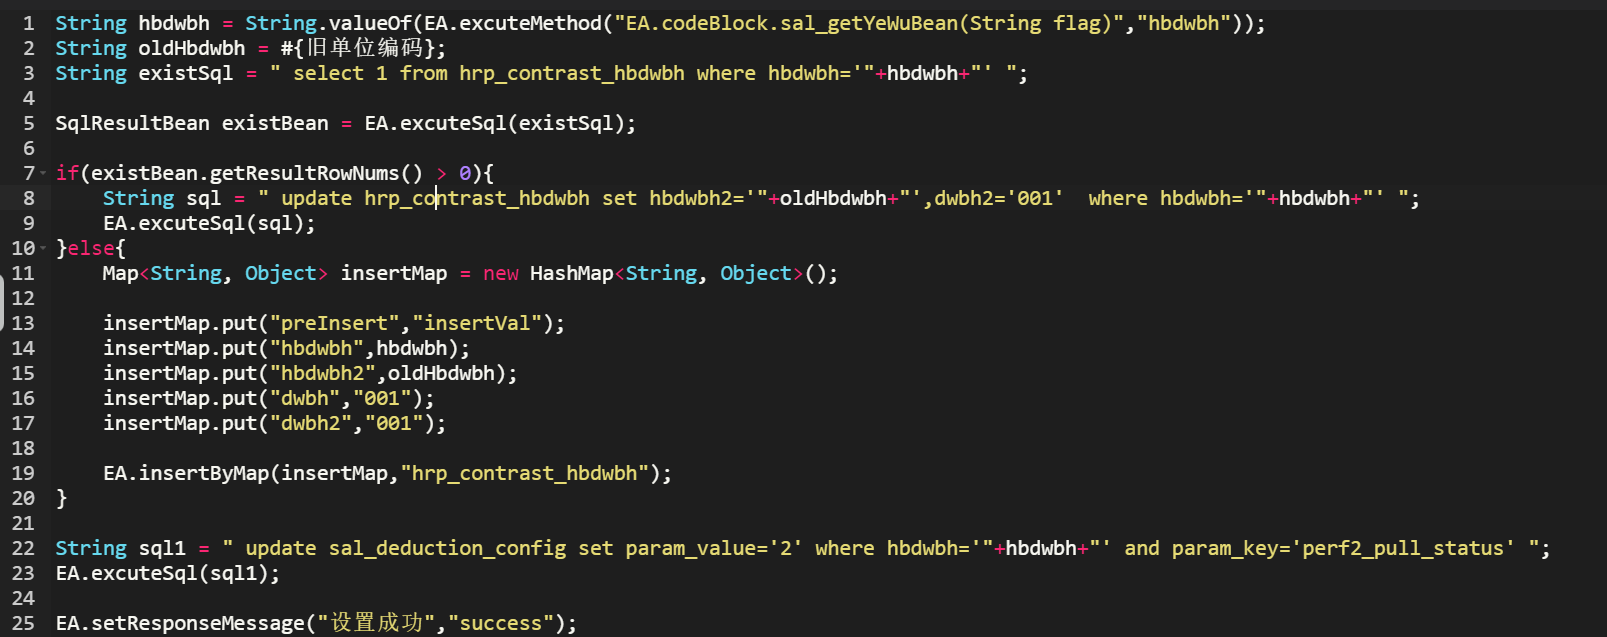 1 String hbdwbh = String.valueOf(EA.excuteMethod("EA.codeBlock.sal_getYeWuBean(String flag)","hbdwbh"));
2 String oldHbdwbh = #{旧单位编码};
3 String existSql = " select 1 from hrp_contrast_hbdwbh where hbdwbh='"+hbdwbh+"' ";
4
5 SqlResultBean existBean = EA.excuteSql(existSql);
6
7 if(existBean.getResultRowNums() > 0){
8     String sql = " update hrp_contrast_hbdwbh set hbdwbh2='"+oldHbdwbh+"',dwbh2='001'  where hbdwbh='"+hbdwbh+"' ";
9     EA.excuteSql(sql);
10 }else{
11     Map<String, Object> insertMap = new HashMap<String, Object>();
12
13     insertMap.put("preInsert","insertVal");
14     insertMap.put("hbdwbh",hbdwbh);
15     insertMap.put("hbdwbh2",oldHbdwbh);
16     insertMap.put("dwbh","001");
17     insertMap.put("dwbh2","001");
18
19     EA.insertByMap(insertMap,"hrp_contrast_hbdwbh");
20 }
21
22 String sql1 = " update sal_deduction_config set param_value='2' where hbdwbh='"+hbdwbh+"' and param_key='perf2_pull_status' ";
23 EA.excuteSql(sql1);
24
25 EA.setResponseMessage("设置成功","success");